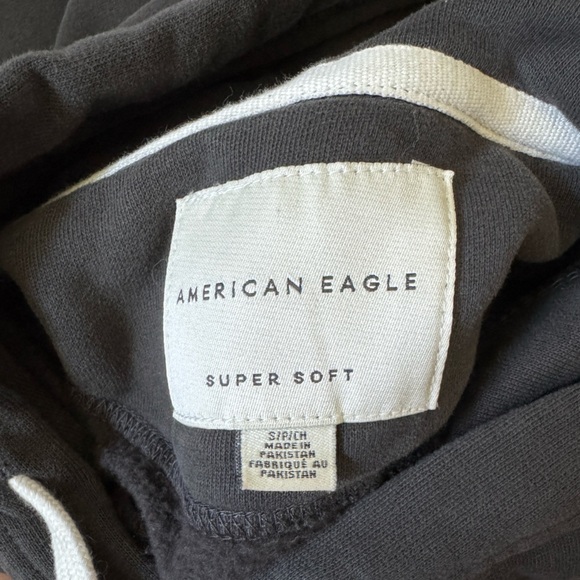 AMERICAN EAGLE
SUPER SOFT
S/P/CH
MADE IN
PAKISTAN
FABRIQUÉ AU
PAKISTAN